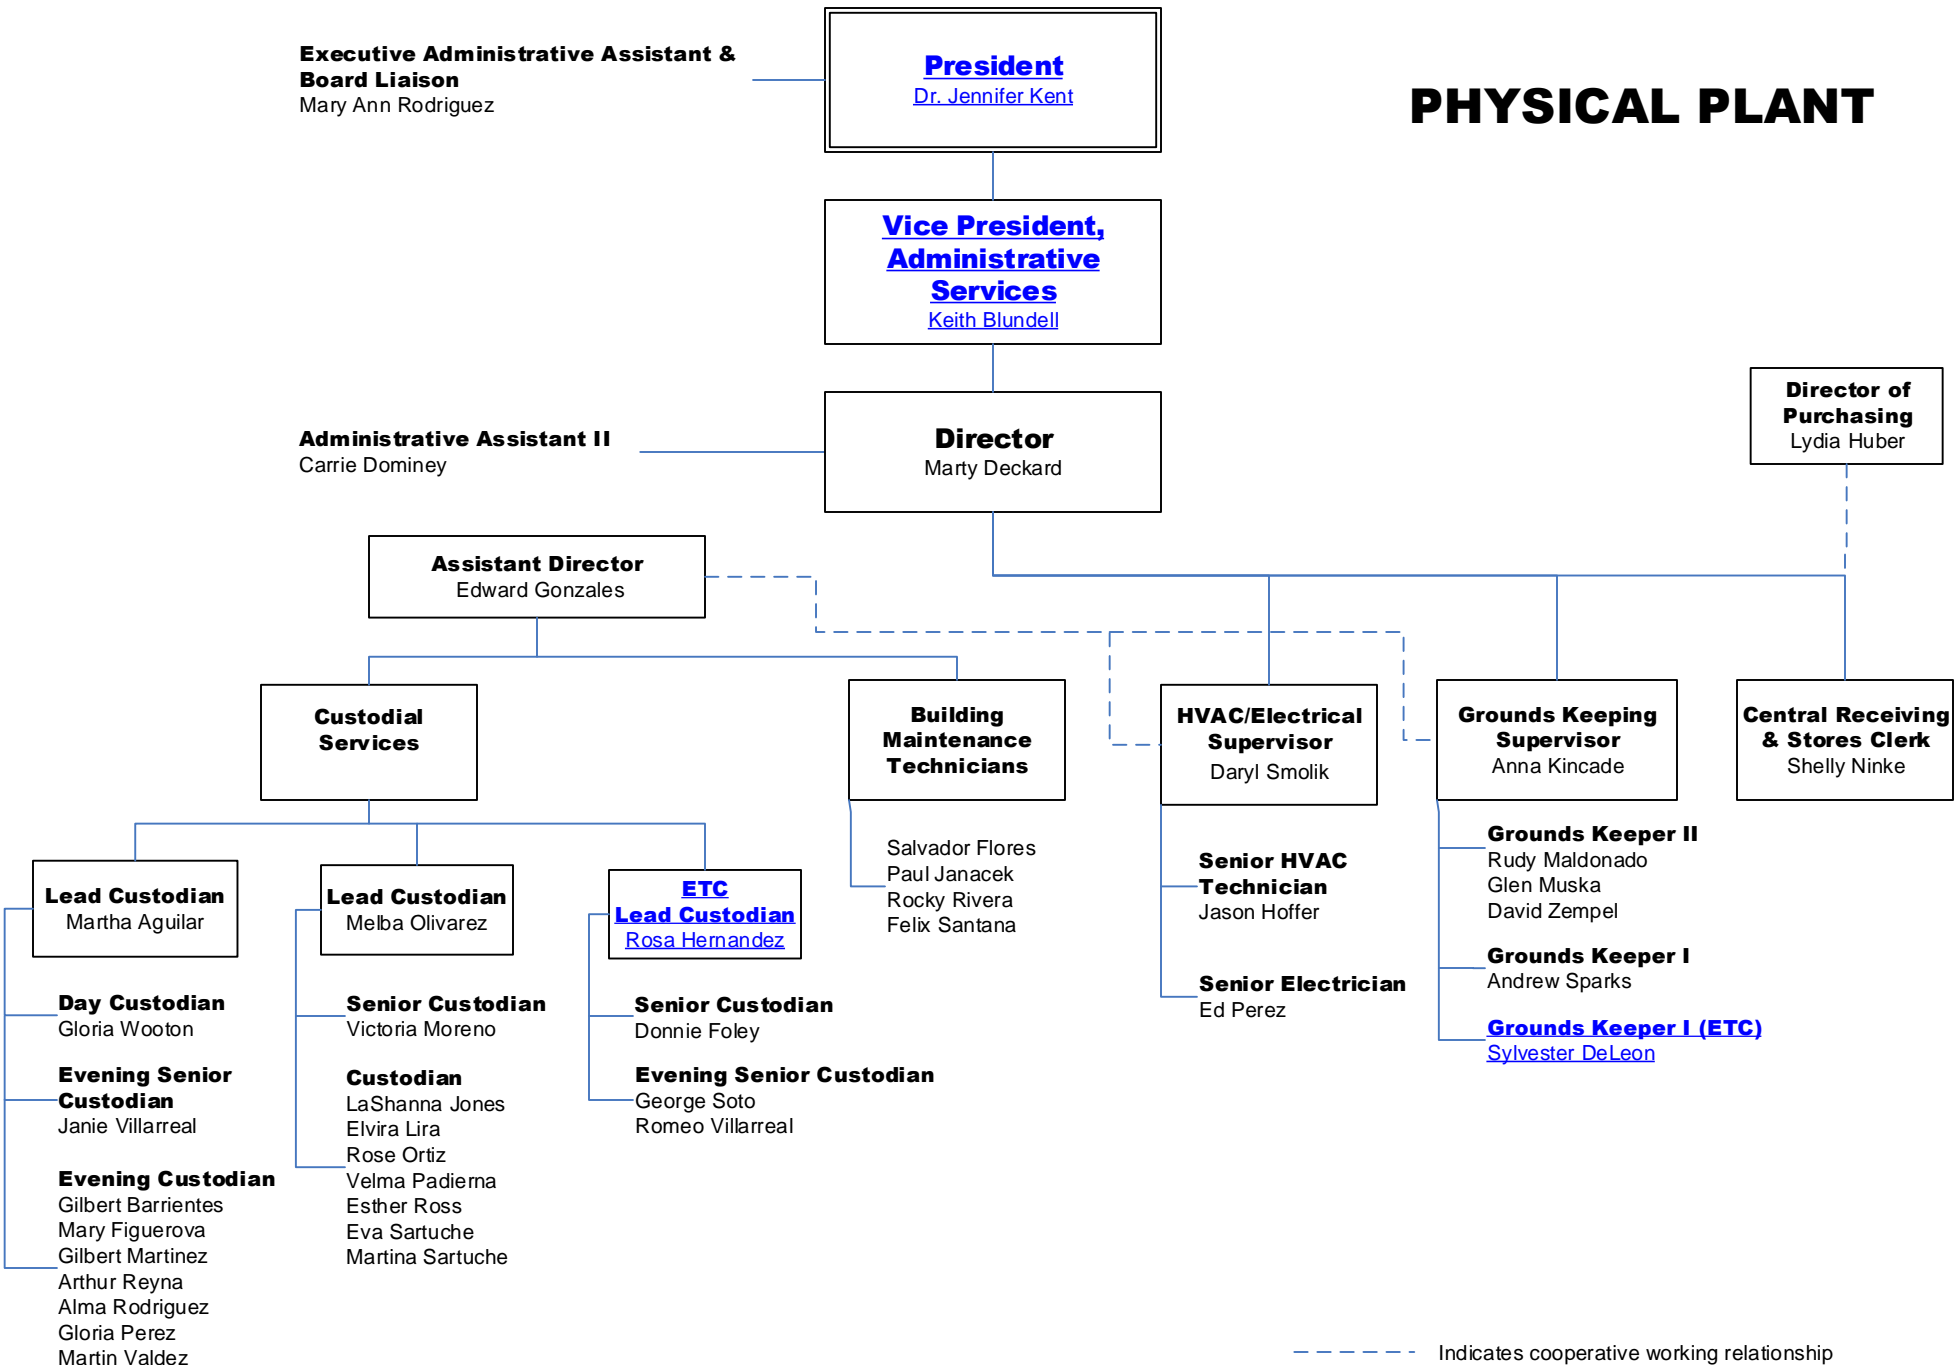 Executive Administrative Assistant &
Board Liaison
Mary Ann Rodriguez
President
Dr. Jennifer Kent
PHYSICAL PLANT
Vice President,
Administrative
Services
Keith Blundell
Administrative Assistant II
Carrie Dominey
Director
Marty Deckard
Director of
Purchasing
Lydia Huber
Assistant Director
Edward Gonzales
Custodial
Services
Building
Maintenance
Technicians
HVAC/Electrical
Supervisor
Daryl Smolik
Grounds Keeping
Supervisor
Anna Kincade
Central Receiving
& Stores Clerk
Shelly Ninke
Lead Custodian
Martha Aguilar
Day Custodian
Gloria Wooton
Evening Senior
Custodian
Janie Villarreal
Evening Custodian
Gilbert Barrientes
Mary Figuerova
Gilbert Martinez
Arthur Reyna
Alma Rodriguez
Gloria Perez
Martin Valdez
Lead Custodian
Melba Olivarez
Senior Custodian
Victoria Moreno
Custodian
LaShanna Jones
Elvira Lira
Rose Ortiz
Velma Padierna
Esther Ross
Eva Sartuche
Martina Sartuche
ETC
Lead Custodian
Rosa Hernandez
Senior Custodian
Donnie Foley
Evening Senior Custodian
George Soto
Romeo Villarreal
Salvador Flores
Paul Janacek
Rocky Rivera
Felix Santana
Senior HVAC
Technician
Jason Hoffer
Senior Electrician
Ed Perez
Grounds Keeper II
Rudy Maldonado
Glen Muska
David Zempel
Grounds Keeper I
Andrew Sparks
Grounds Keeper I (ETC)
Sylvester DeLeon
Indicates cooperative working relationship